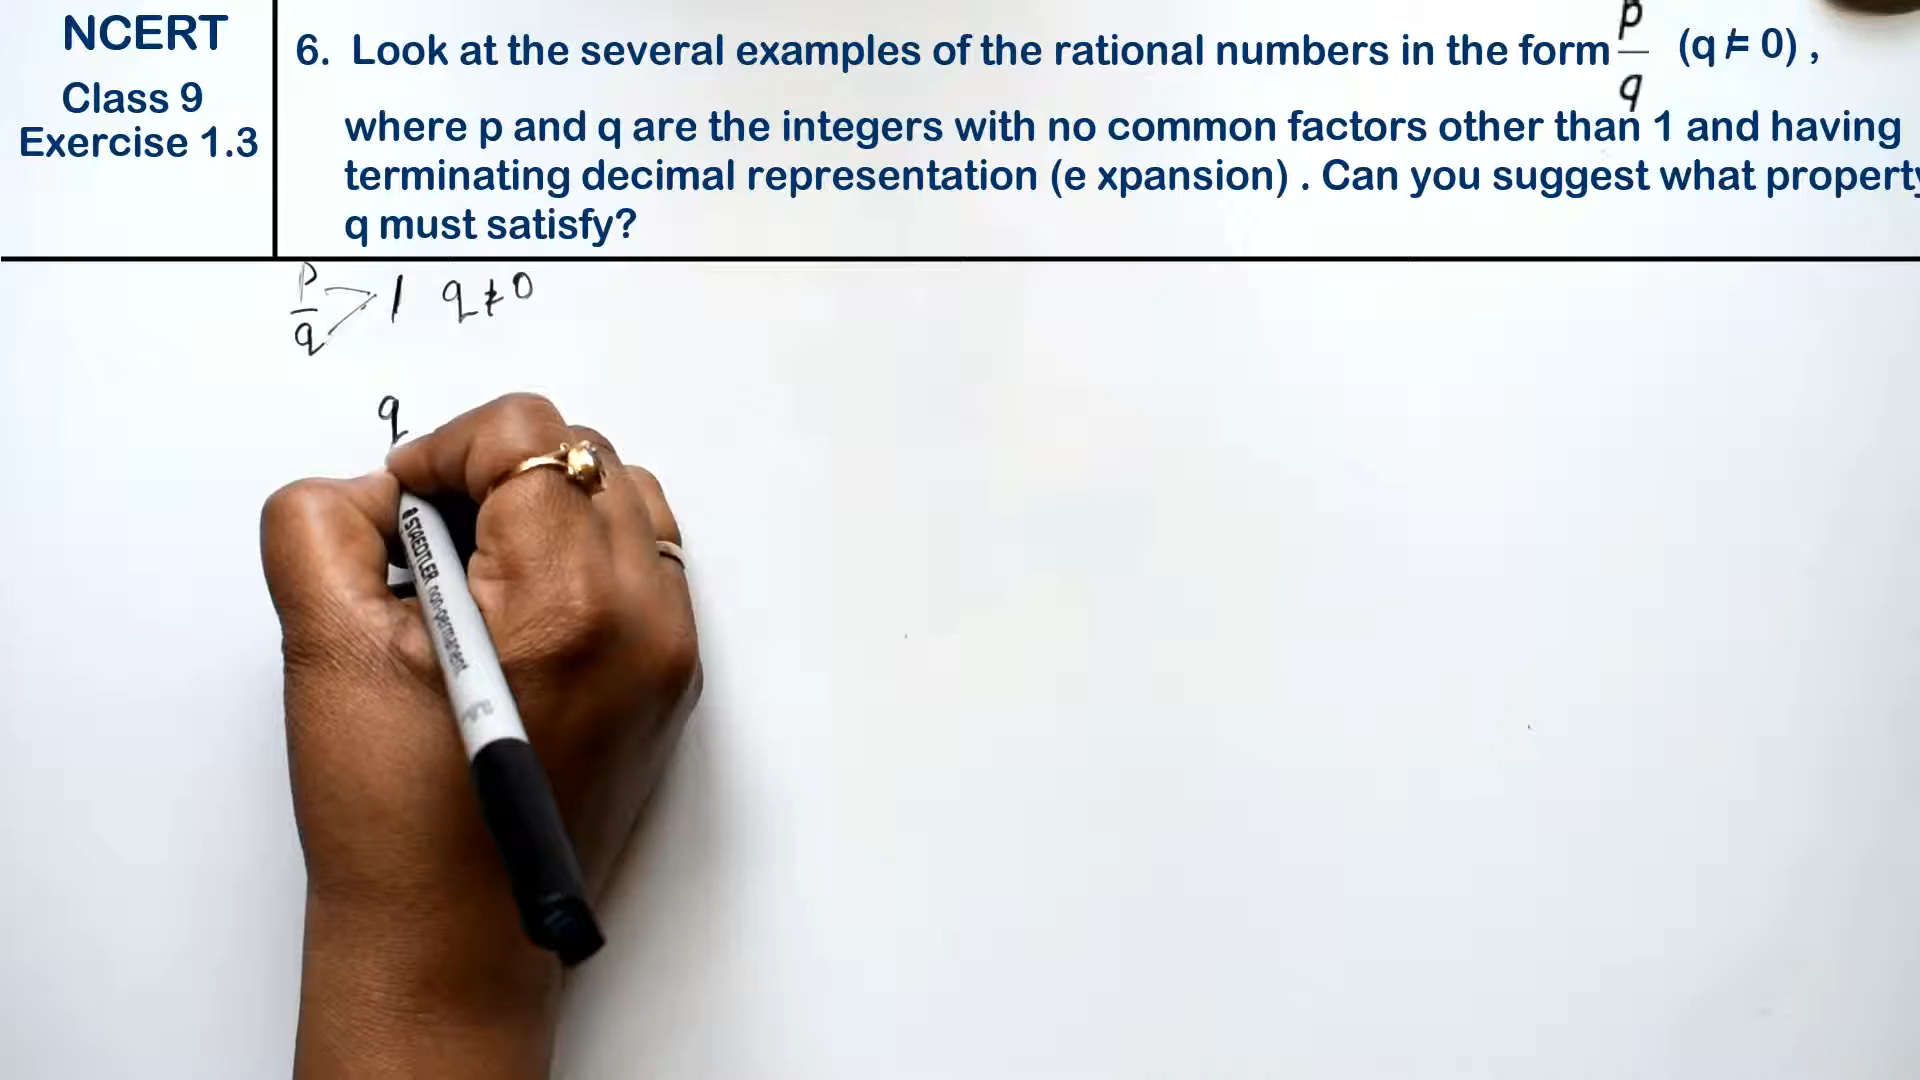 NCERT
Class 9
Exercise 1.3
6. Look at the several examples of the rational numbers in the form p/q (q ≠ 0) ,
where p and q are the integers with no common factors other than 1 and having
terminating decimal representation (e xpansion) . Can you suggest what property
q must satisfy?
p/q > 1 q ≠ 0
q
STAEDTLER non-permanent